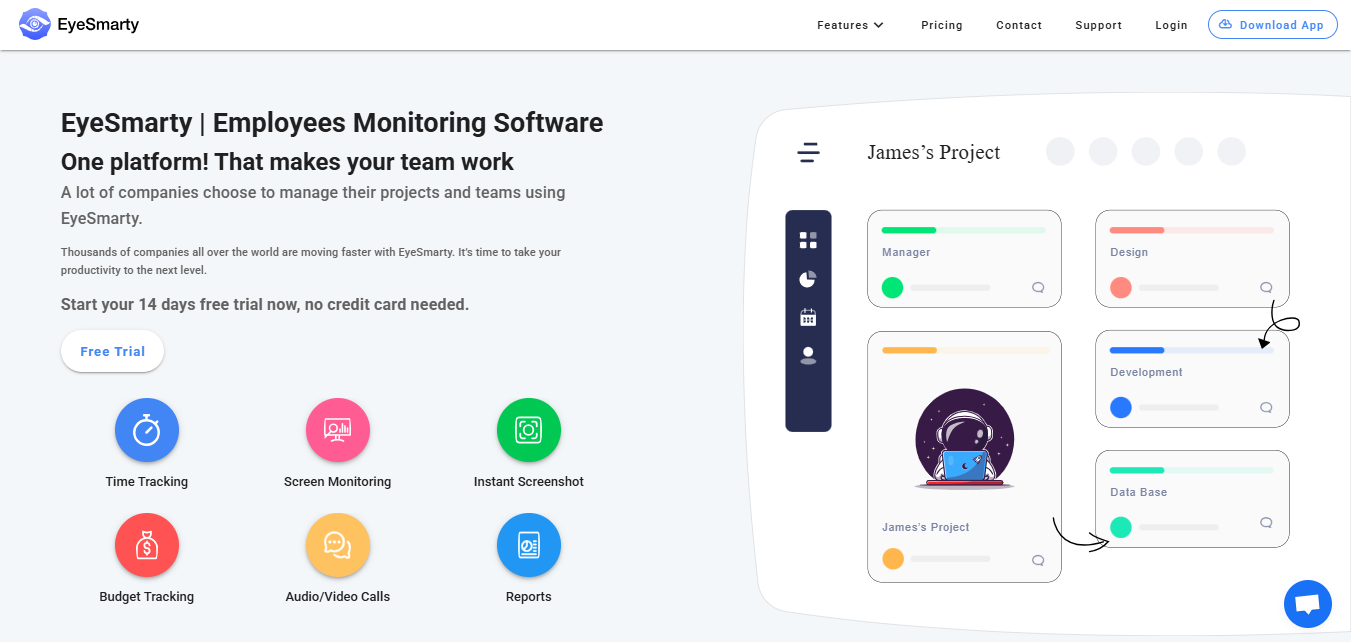 EyeSmarty
Features
Pricing
Contact
Support
Login
Download App
EyeSmarty | Employees Monitoring Software
One platform! That makes your team work
A lot of companies choose to manage their projects and teams using
EyeSmarty.
Thousands of companies all over the world are moving faster with EyeSmarty. It's time to take your
productivity to the next level.
Start your 14 days free trial now, no credit card needed.
Free Trial
Time Tracking
Screen Monitoring
Instant Screenshot
Budget Tracking
Audio/Video Calls
Reports
James's Project
Manager
Design
Development
Data Base
James's Project